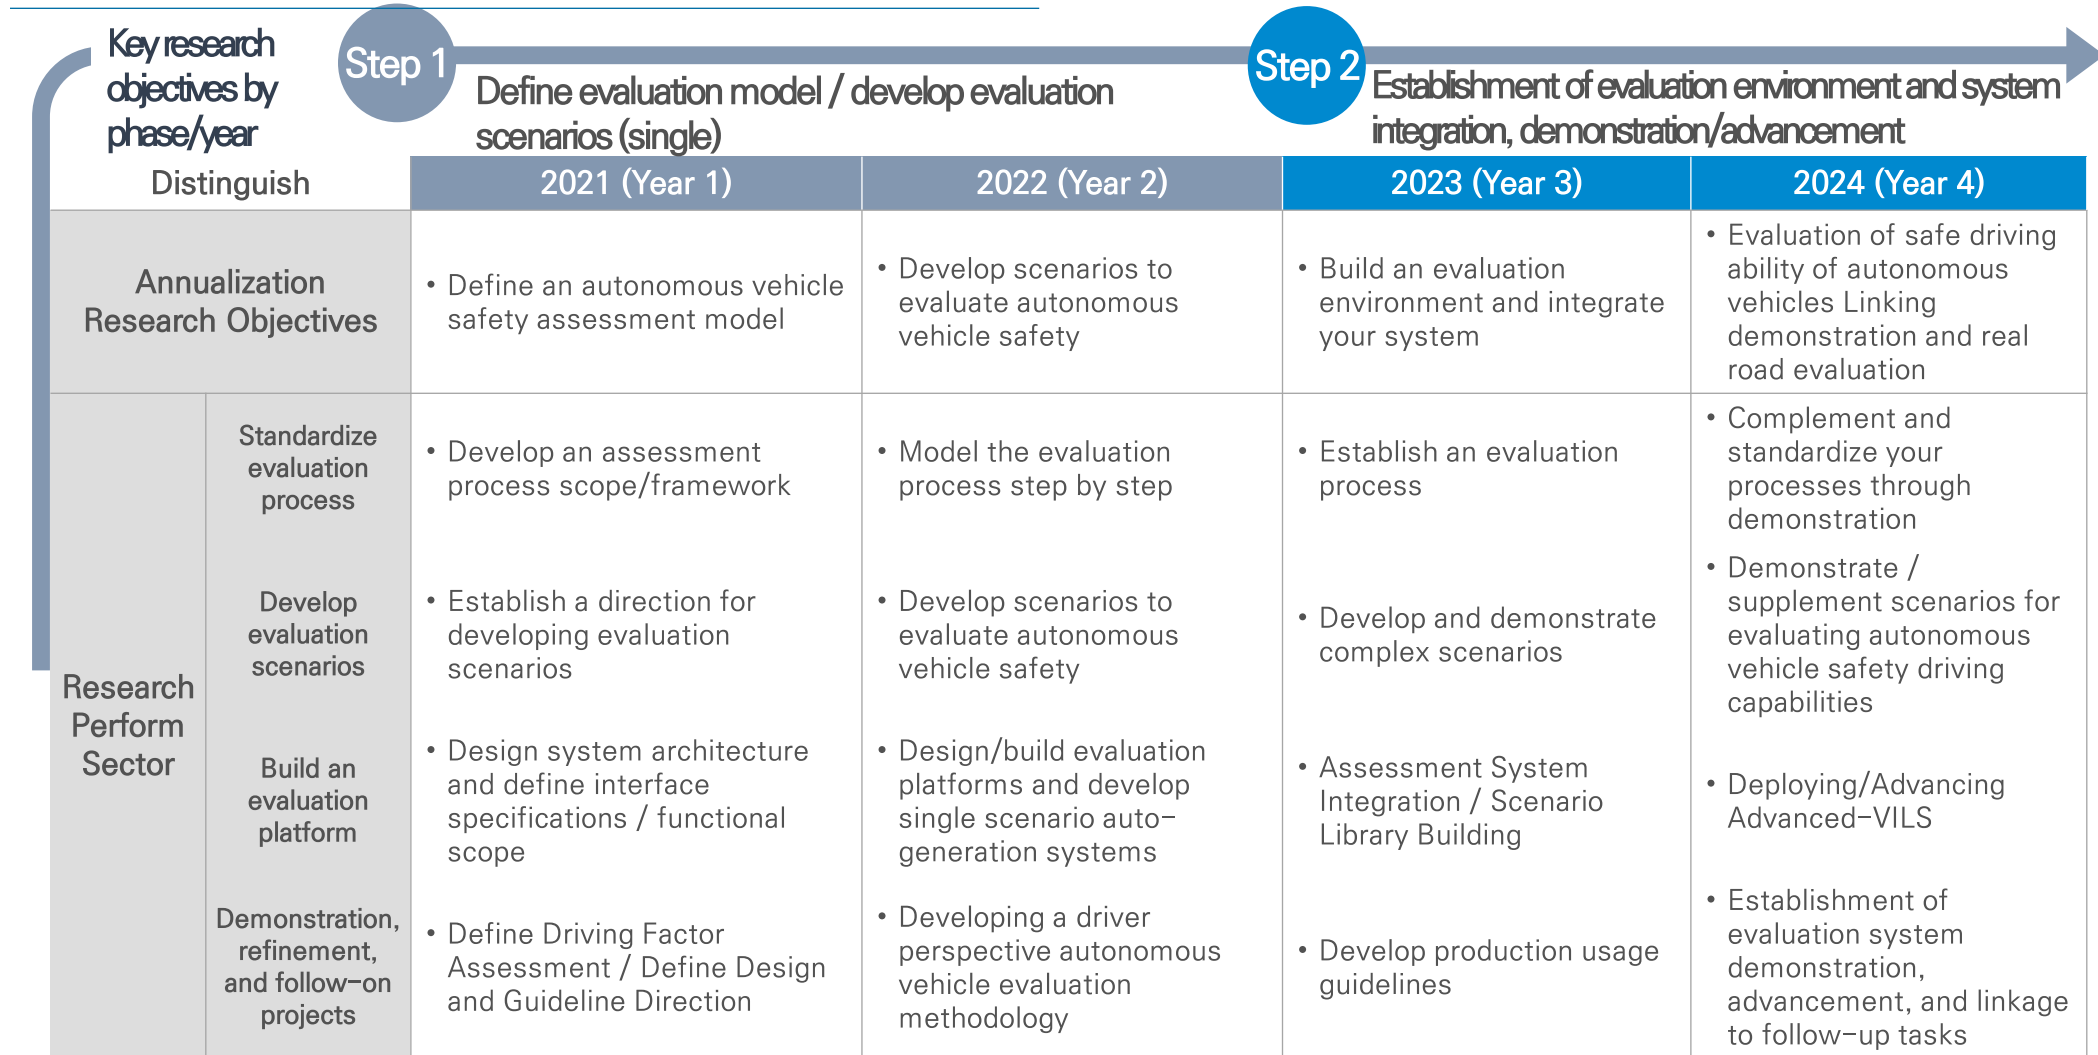 Key research
objectives by
phase/year
Step 1
Define evaluation model / develop evaluation
scenarios (single)
Step 2
Establishment of evaluation environment and system
integration, demonstration/advancement
Distinguish
2021 (Year 1)
2022 (Year 2)
2023 (Year 3)
2024 (Year 4)
Annualization
Research Objectives
• Define an autonomous vehicle
safety assessment model
• Develop scenarios to
evaluate autonomous
vehicle safety
• Build an evaluation
environment and integrate
your system
• Evaluation of safe driving
ability of autonomous
vehicles Linking
demonstration and real
road evaluation
Research
Perform
Sector
Standardize
evaluation
process
• Develop an assessment
process scope/framework
• Model the evaluation
process step by step
• Establish an evaluation
process
• Complement and
standardize your
processes through
demonstration
Develop
evaluation
scenarios
• Establish a direction for
developing evaluation
scenarios
• Develop scenarios to
evaluate autonomous
vehicle safety
• Develop and demonstrate
complex scenarios
• Demonstrate /
supplement scenarios for
evaluating autonomous
vehicle safety driving
capabilities
Build an
evaluation
platform
• Design system architecture
and define interface
specifications / functional
scope
• Design/build evaluation
platforms and develop
single scenario auto-
generation systems
• Assessment System
Integration / Scenario
Library Building
• Deploying/Advancing
Advanced-VILS
Demonstration,
refinement,
and follow-on
projects
• Define Driving Factor
Assessment / Define Design
and Guideline Direction
• Developing a driver
perspective autonomous
vehicle evaluation
methodology
• Develop production usage
guidelines
• Establishment of
evaluation system
demonstration,
advancement, and linkage
to follow-up tasks